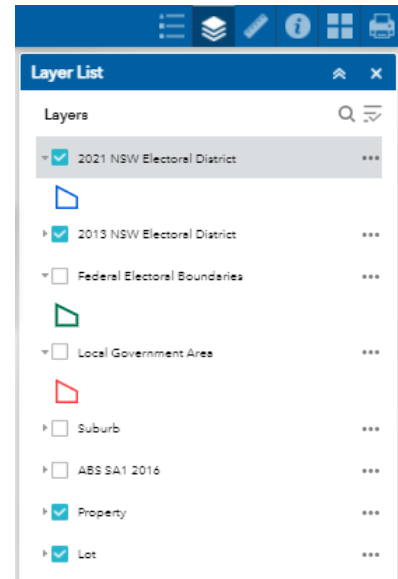 Layer List
Layers
2021 NSW Electoral District
2013 NSW Electoral District
Federal Electoral Boundaries
Local Government Area
Suburb
ABS SA1 2016
Property
Lot